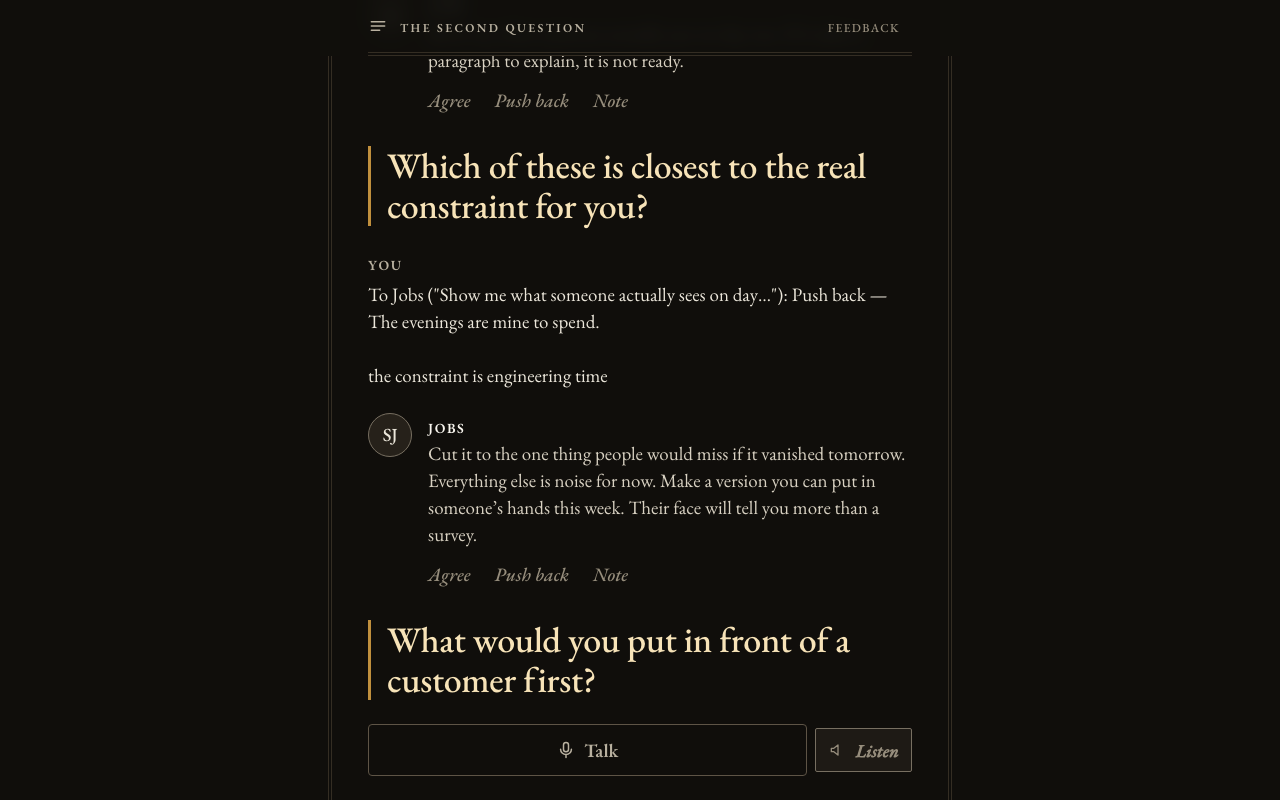 THE SECOND QUESTION
FEEDBACK
paragraph to explain, it is not ready.
Agree Push back Note
Which of these is closest to the real
constraint for you?
YOU
To Jobs ("Show me what someone actually sees on day…"): Push back —
The evenings are mine to spend.
the constraint is engineering time
SJ
JOBS
Cut it to the one thing people would miss if it vanished tomorrow.
Everything else is noise for now. Make a version you can put in
someone’s hands this week. Their face will tell you more than a
survey.
Agree Push back Note
What would you put in front of a
customer first?
Talk
Listen